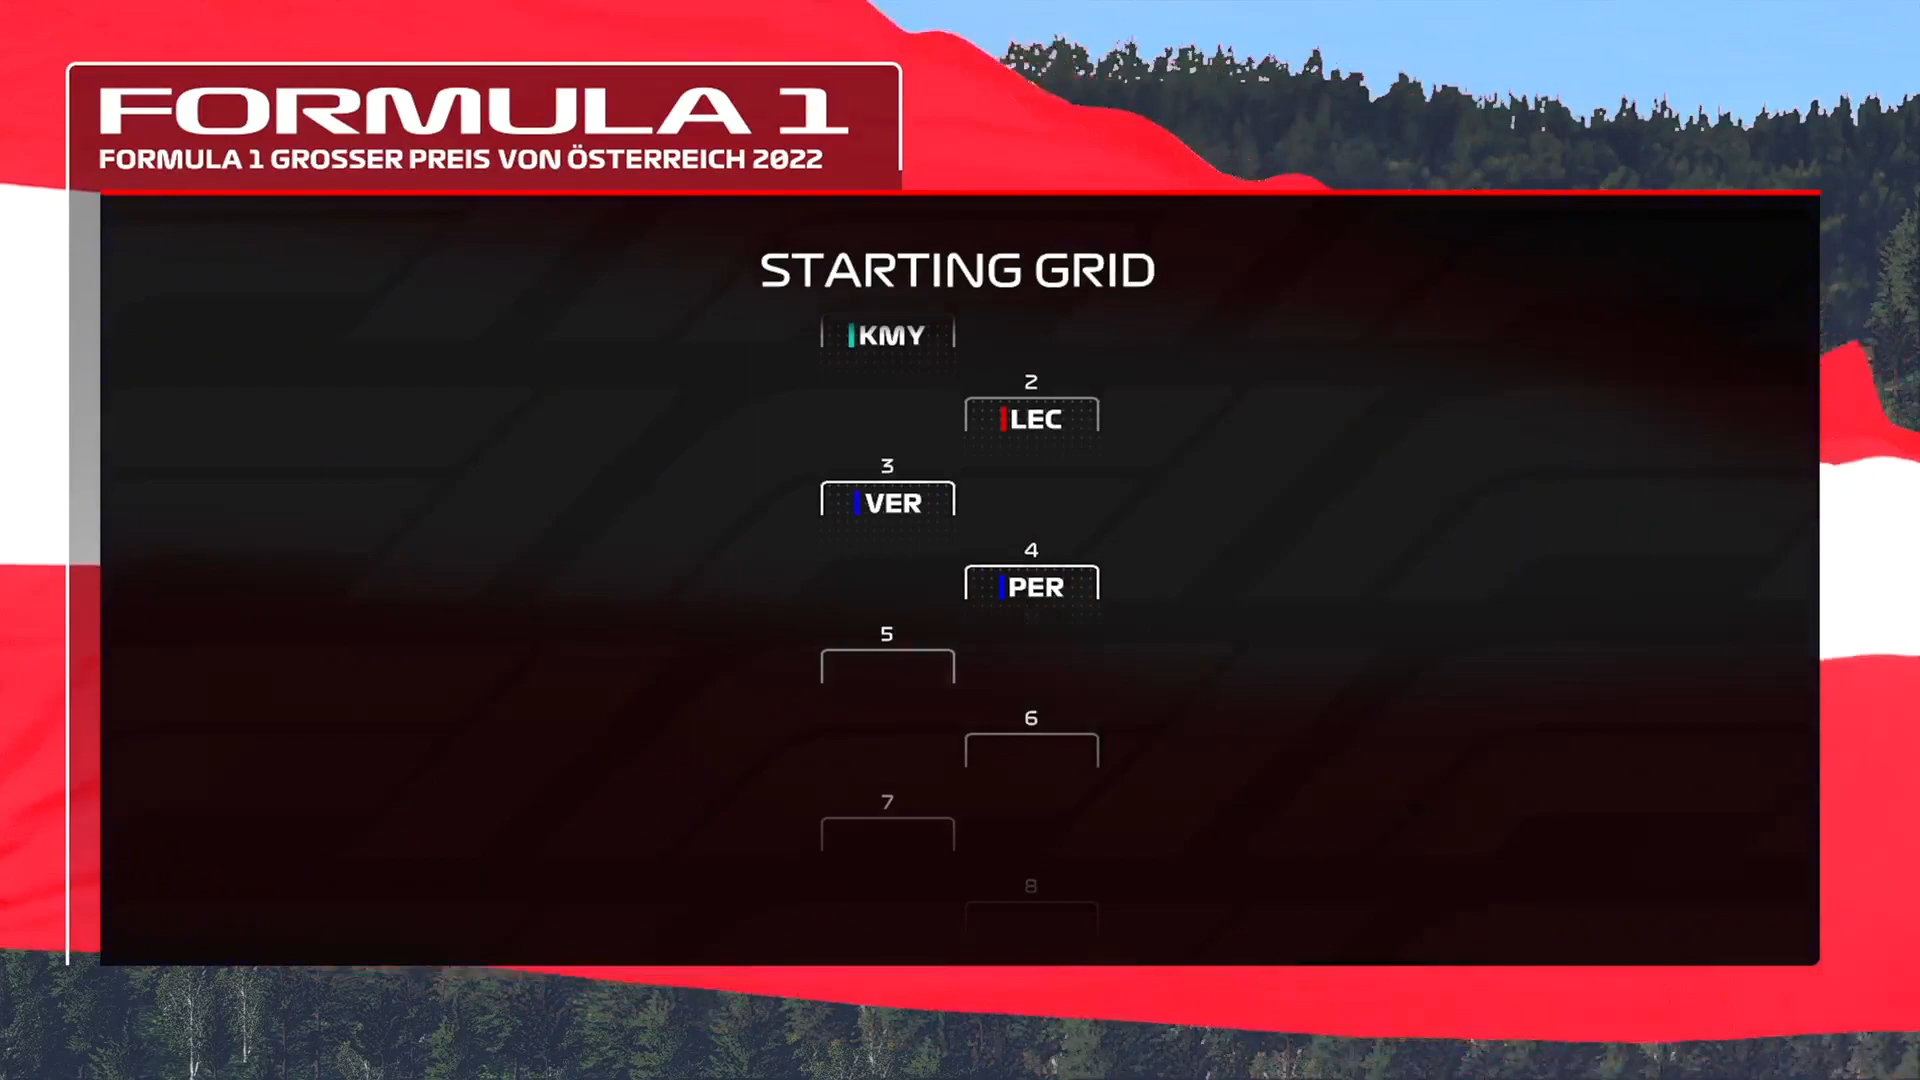 FORMULA 1
FORMULA 1 GROSSER PREIS VON ÖSTERREICH 2022
STARTING GRID
KMY
2
LEC
3
VER
4
PER
5
6
7
8